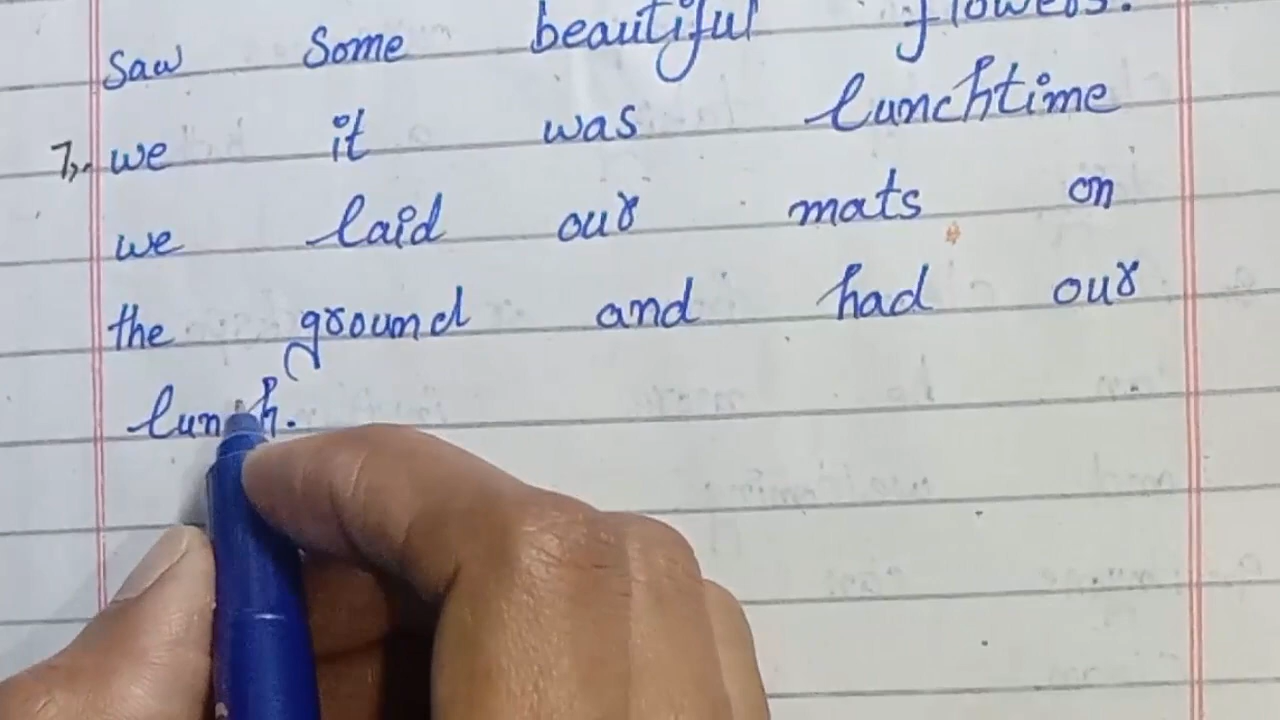 saw some beautiful flowers.
7,. we it was lunchtime
we laid our mats on
the ground and had our
lunch.